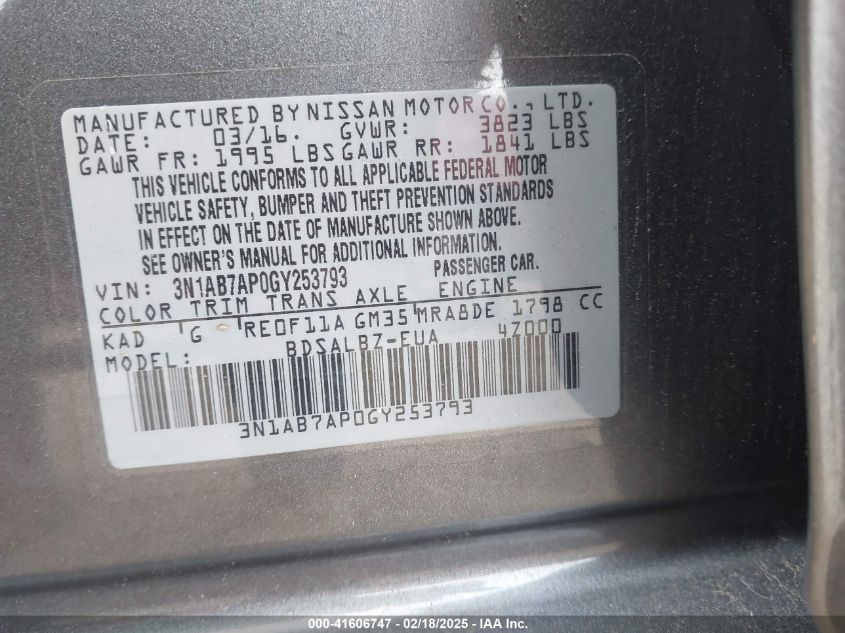 MANUFACTURED BY NISSAN MOTOR CO., LTD.
DATE: 03/16. GVWR: 3823 LBS
GAWR FR: 1995 LBS GAWR RR: 1841 LBS
THIS VEHICLE CONFORMS TO ALL APPLICABLE FEDERAL MOTOR
VEHICLE SAFETY, BUMPER AND THEFT PREVENTION STANDARDS
IN EFFECT ON THE DATE OF MANUFACTURE SHOWN ABOVE.
SEE OWNER'S MANUAL FOR ADDITIONAL INFORMATION.
VIN: 3N1AB7AP0GY253793 PASSENGER CAR.
COLOR TRIM TRANS AXLE ENGINE
KAD G RE0F11A GM35 MRA8DE 1798 CC
MODEL: BDSALBZ-EUA 4Z000
3N1AB7AP0GY253793
000-41606747 - 02/18/2025 - IAA Inc.